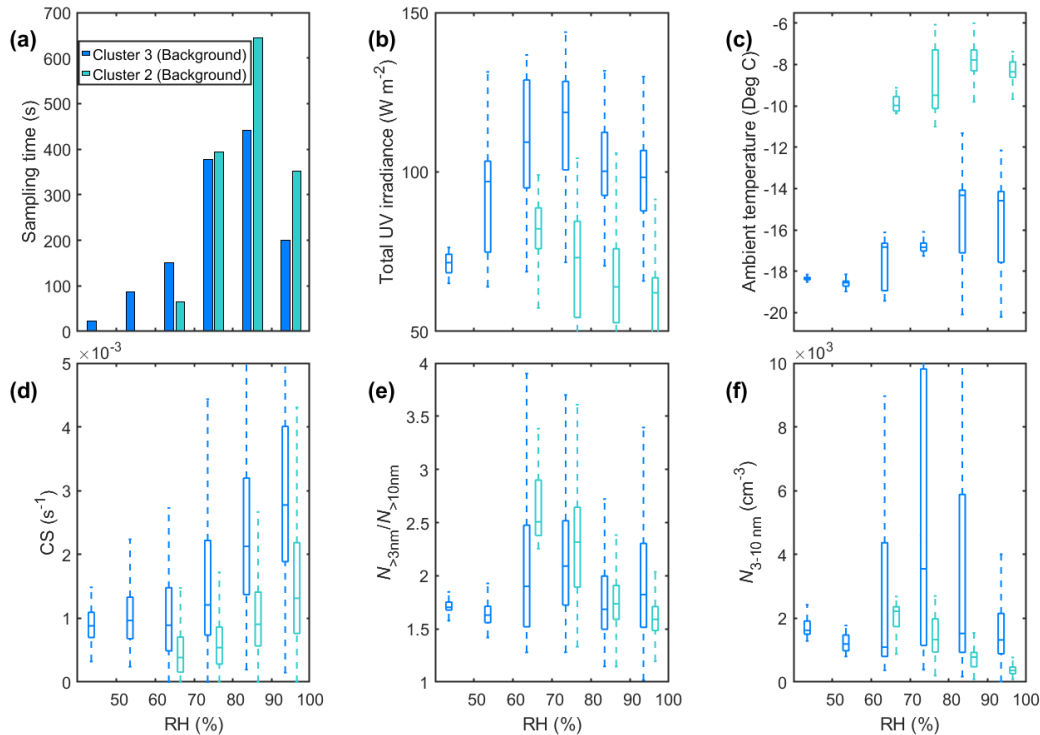 (a)
700
600
500
400
300
200
100
0
Sampling time (s)
Cluster 3 (Background)
Cluster 2 (Background)
(b)
150
100
50
Total UV irradiance (W m⁻²)
(c)
-6
-8
-10
-12
-14
-16
-18
-20
Ambient temperature (Deg C)
(d)
×10⁻³
5
4
3
2
1
0
CS (s⁻¹)
50 60 70 80 90 100
RH (%)
(e)
4
3.5
3
2.5
2
1.5
1
N>3nm/N>10nm
50 60 70 80 90 100
RH (%)
(f)
×10³
10
8
6
4
2
0
N3-10 nm (cm⁻³)
50 60 70 80 90 100
RH (%)